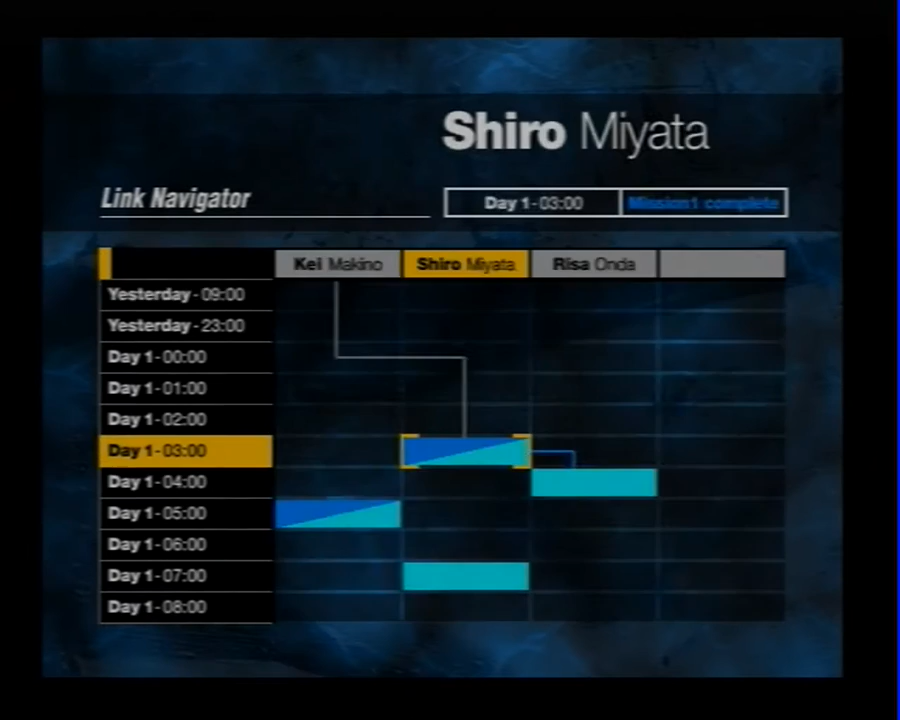 Shiro Miyata
Link Navigator
Day 1-03:00 Mission1 complete
Kei Makino Shiro Miyata Risa Onda
Yesterday-09:00
Yesterday-23:00
Day 1-00:00
Day 1-01:00
Day 1-02:00
Day 1-03:00
Day 1-04:00
Day 1-05:00
Day 1-06:00
Day 1-07:00
Day 1-08:00